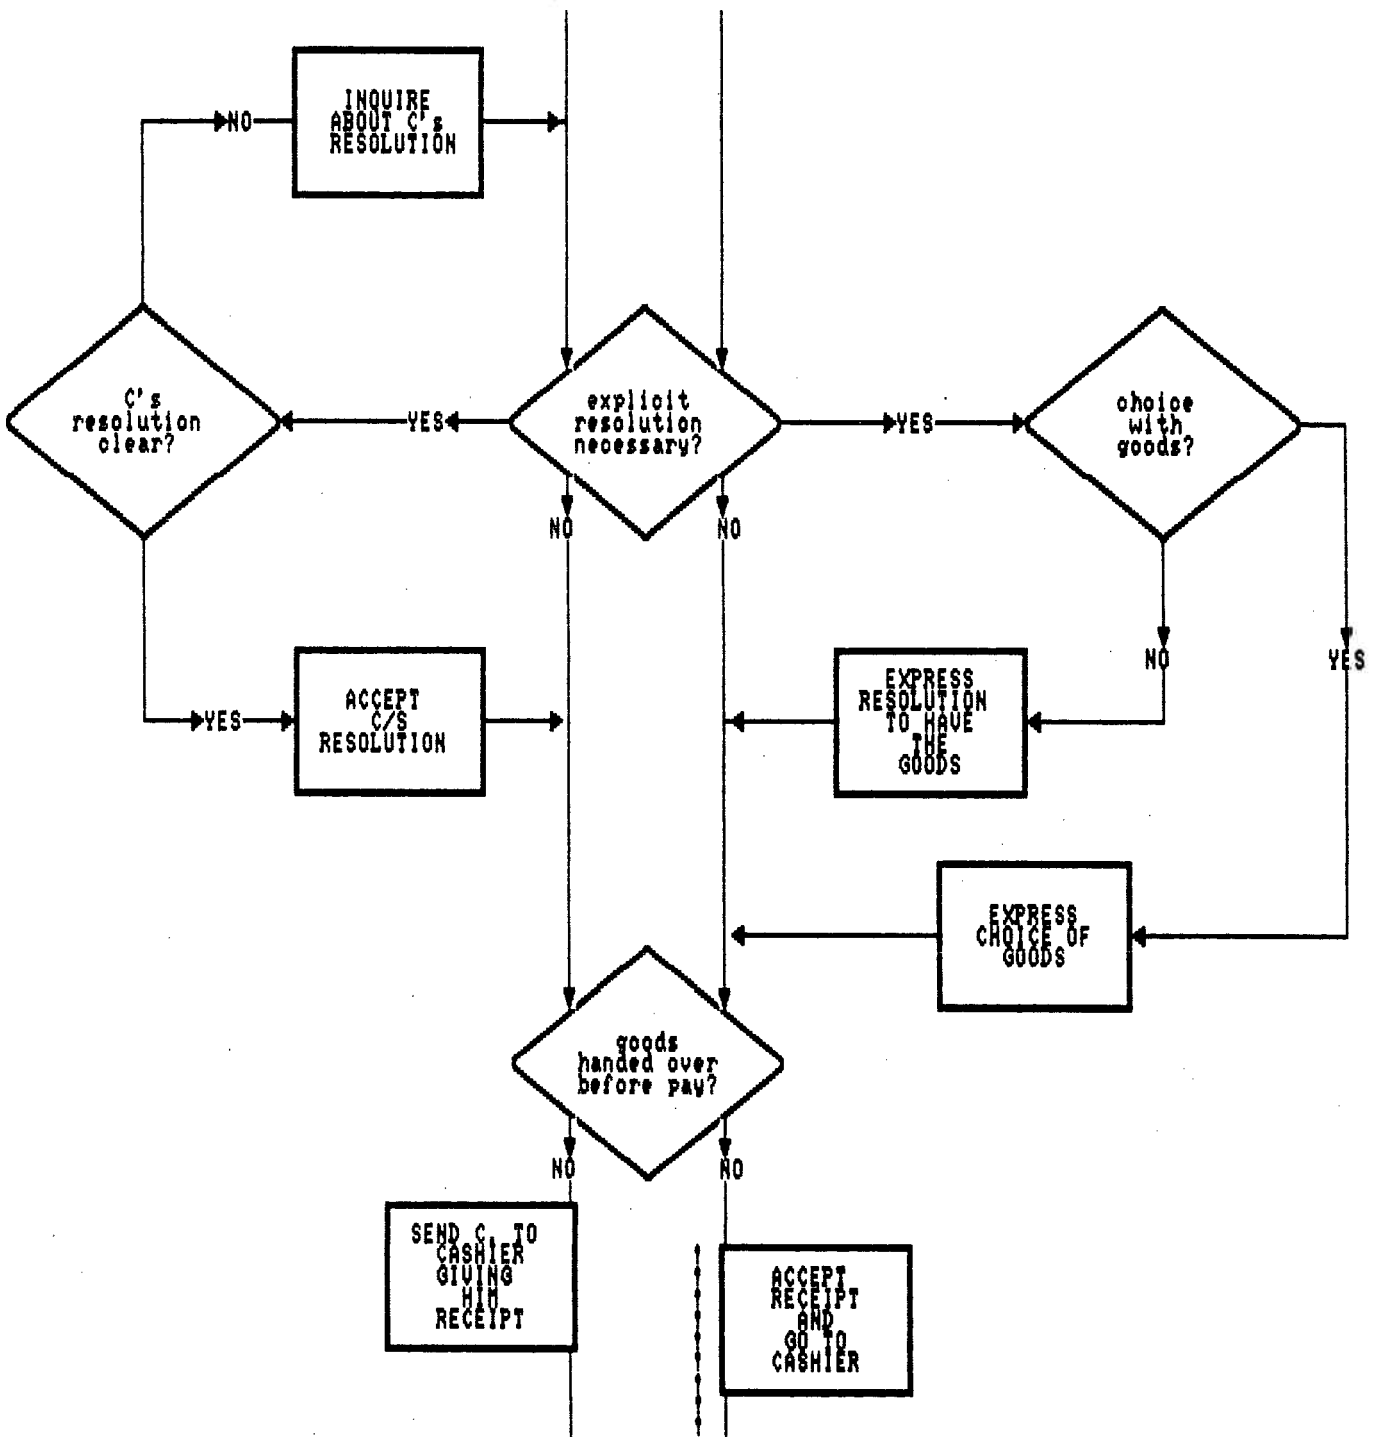 INQUIRE
ABOUT C's
RESOLUTION
NO
C's
resolution
clear?
YES
explicit
resolution
necessary?
YES
choice
with
goods?
NO
NO
NO
YES
ACCEPT
C/S
RESOLUTION
YES
EXPRESS
RESOLUTION
TO HAVE
THE
GOODS
EXPRESS
CHOICE OF
GOODS
goods
handed over
before pay?
NO
NO
SEND C. TO
CASHIER
GIVING
HIM
RECEIPT
ACCEPT
RECEIPT
AND
GO TO
CASHIER